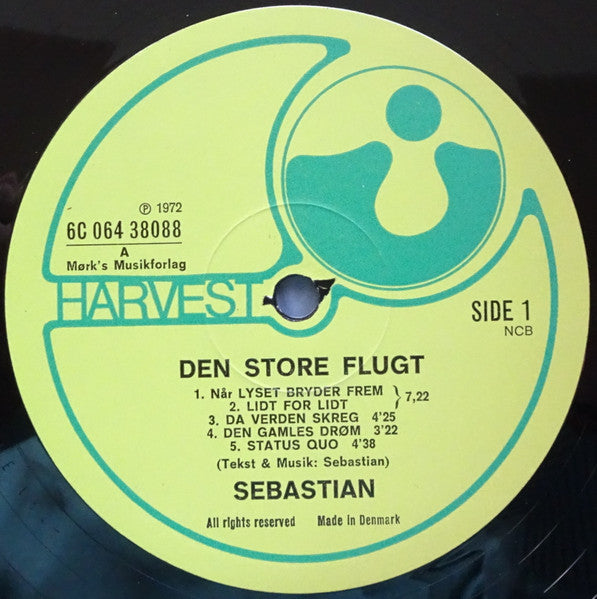 ℗ 1972
6C 064 38088
A
Mørk's Musikforlag
HARVEST
SIDE 1
NCB
DEN STORE FLUGT
1. Når LYSET BRYDER FREM
2. LIDT FOR LIDT } 7,22
3. DA VERDEN SKREG 4'25
4. DEN GAMLES DRØM 3'22
5. STATUS QUO 4'38
(Tekst & Musik: Sebastian)
SEBASTIAN
All rights reserved Made in Denmark